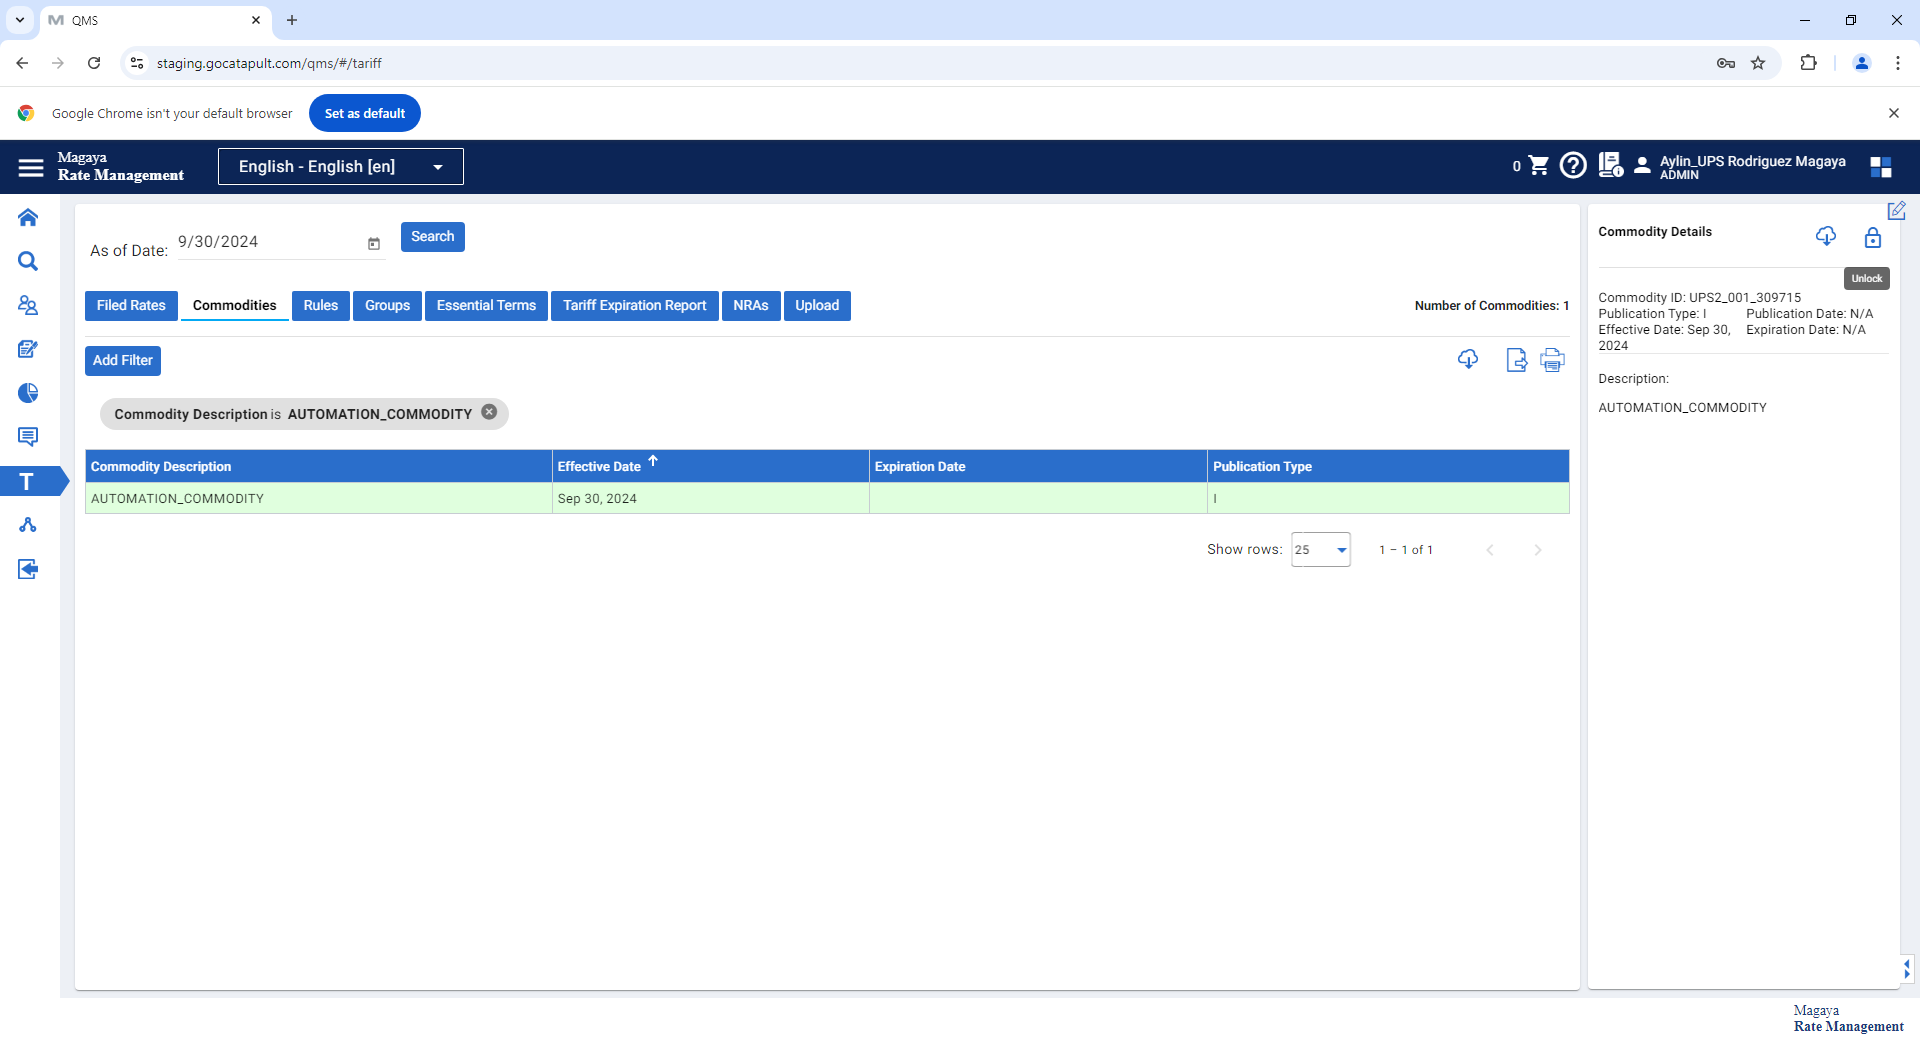 QMS
staging.gocatapult.com/qms/#/tariff
Google Chrome isn't your default browser
Set as default
Magaya
Rate Management
English - English [en]
0
Aylin_UPS Rodriguez Magaya
ADMIN
As of Date: 9/30/2024
Search
Filed Rates Commodities Rules Groups Essential Terms Tariff Expiration Report NRAs Upload
Number of Commodities: 1
Add Filter
Commodity Description is AUTOMATION_COMMODITY
Commodity Description Effective Date Expiration Date Publication Type
AUTOMATION_COMMODITY Sep 30, 2024 I
Show rows: 25 1 – 1 of 1
T
Commodity Details
Unlock
Commodity ID: UPS2_001_309715
Publication Type: I Publication Date: N/A
Effective Date: Sep 30, Expiration Date: N/A
2024
Description:
AUTOMATION_COMMODITY
Magaya
Rate Management